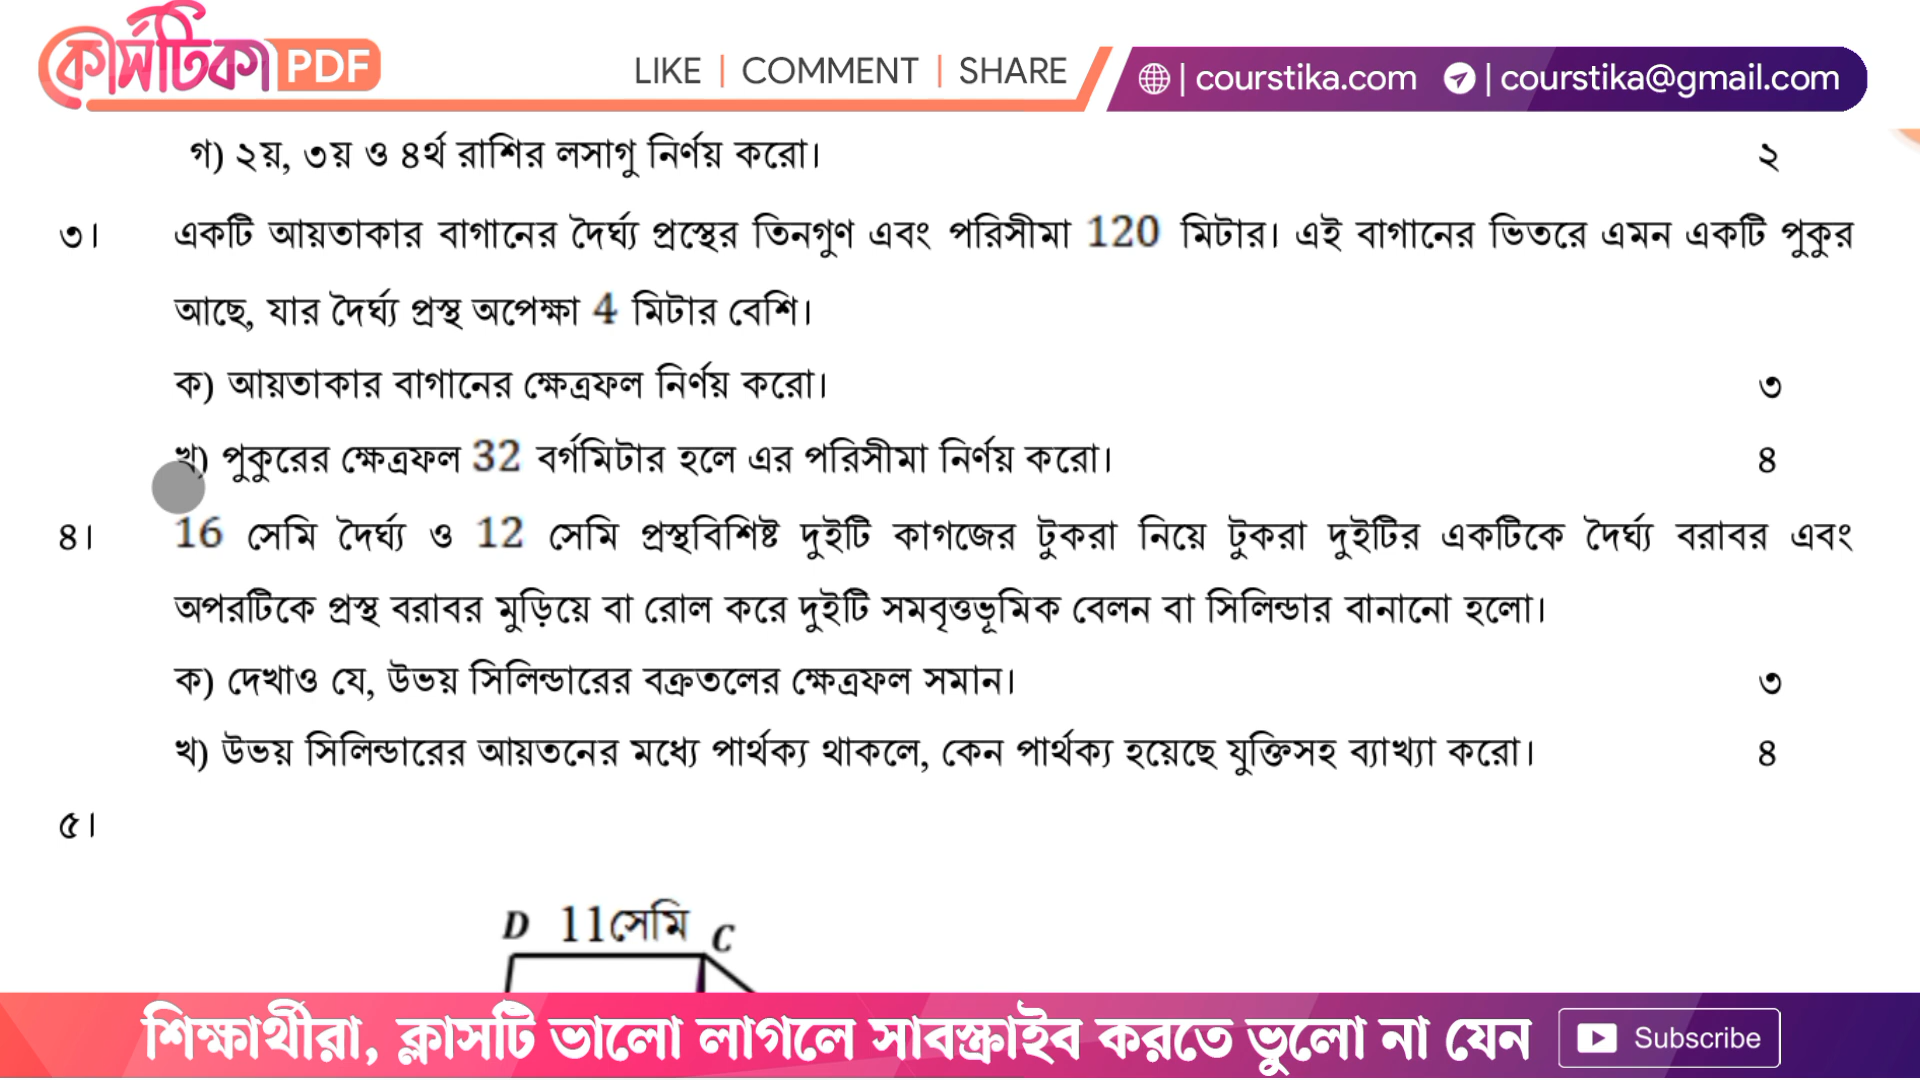 কোর্সটিকা PDF
LIKE | COMMENT | SHARE
courstika.com | courstika@gmail.com
গ) ২য়, ৩য় ও ৪র্থ রাশির লসাগু নির্ণয় করো। ২
৩। একটি আয়তাকার বাগানের দৈর্ঘ্য প্রস্থের তিনগুণ এবং পরিসীমা 120 মিটার। এই বাগানের ভিতরে এমন একটি পুকুর
আছে, যার দৈর্ঘ্য প্রস্থ অপেক্ষা 4 মিটার বেশি।
ক) আয়তাকার বাগানের ক্ষেত্রফল নির্ণয় করো। ৩
খ) পুকুরের ক্ষেত্রফল 32 বর্গমিটার হলে এর পরিসীমা নির্ণয় করো। ৪
৪। 16 সেমি দৈর্ঘ্য ও 12 সেমি প্রস্থবিশিষ্ট দুইটি কাগজের টুকরা নিয়ে টুকরা দুইটির একটিকে দৈর্ঘ্য বরাবর এবং
অপরটিকে প্রস্থ বরাবর মুড়িয়ে বা রোল করে দুইটি সমবৃত্তভূমিক বেলন বা সিলিন্ডার বানানো হলো।
ক) দেখাও যে, উভয় সিলিন্ডারের বক্রতলের ক্ষেত্রফল সমান। ৩
খ) উভয় সিলিন্ডারের আয়তনের মধ্যে পার্থক্য থাকলে, কেন পার্থক্য হয়েছে যুক্তিসহ ব্যাখ্যা করো। ৪
৫।
D 11সেমি C
শিক্ষার্থীরা, ক্লাসটি ভালো লাগলে সাবস্ক্রাইব করতে ভুলো না যেন Subscribe